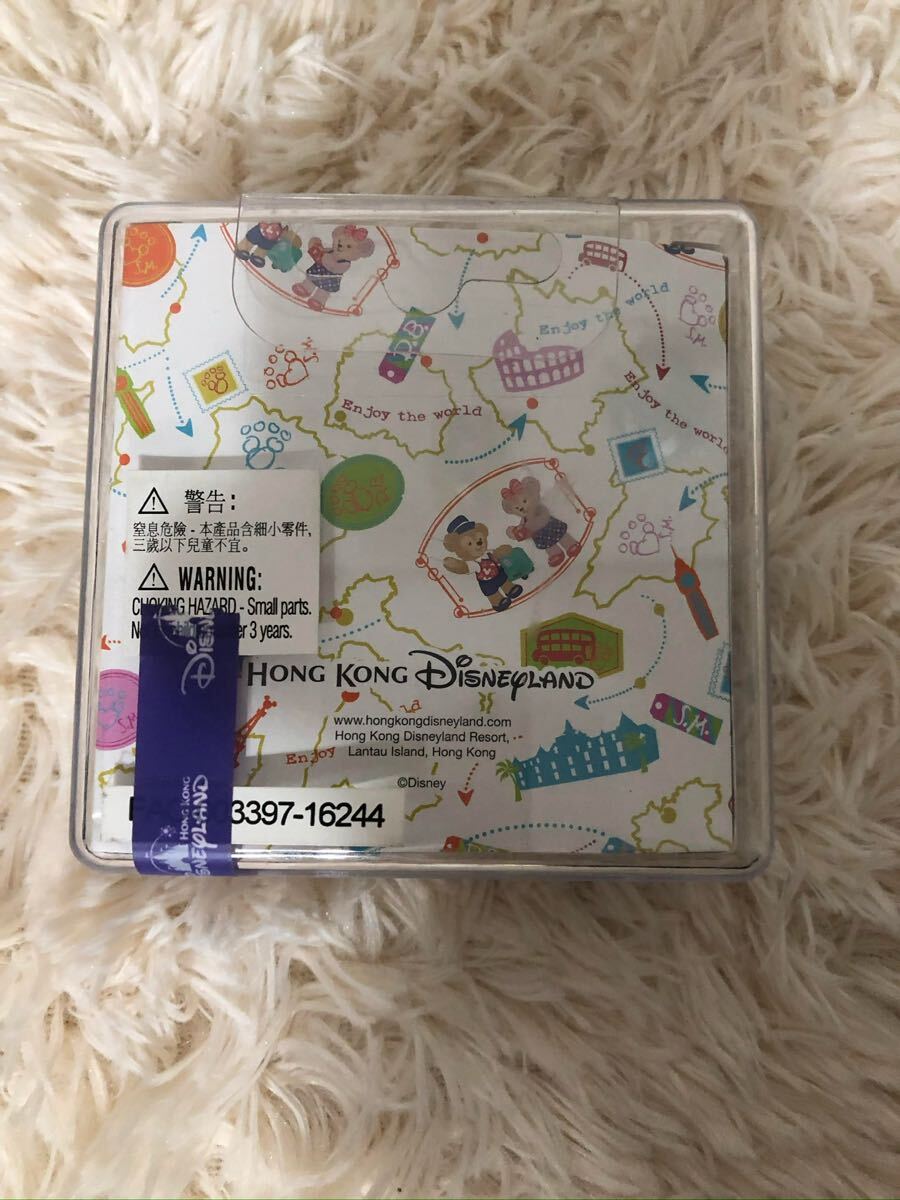 S.M.
D.B.
Enjoy the world
S.M.
Enjoy the world
Enjoy the world
S.M.
警告:
窒息危險 - 本產品含細小零件,
三歲以下兒童不宜。
WARNING:
CHOKING HAZARD - Small parts.
3 years.
HONG KONG DISNEYLAND
www.hongkongdisneyland.com
Hong Kong Disneyland Resort,
Lantau Island, Hong Kong
©Disney
S.M.
S.M.
Enjoy
3397-16244
HONG KONG
DISNEYLAND